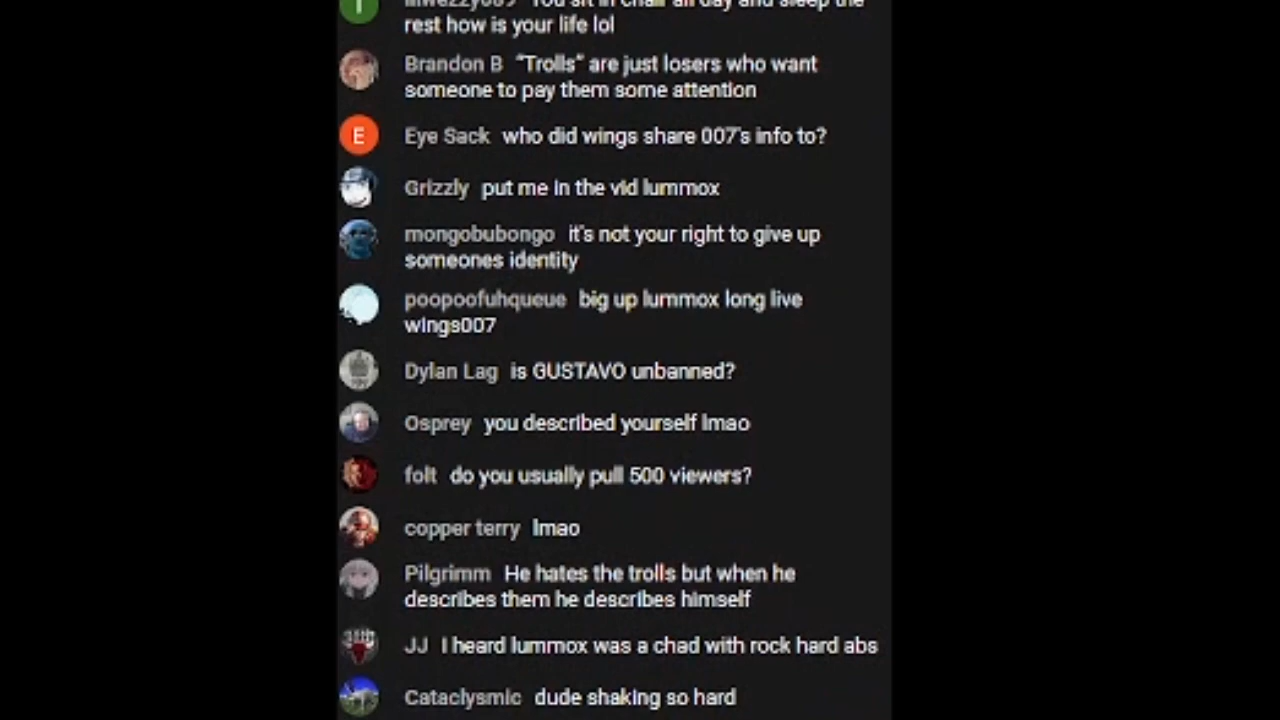 You sit in chair all day and sleep the
rest how is your life lol
Brandon B "Trolls" are just losers who want
someone to pay them some attention
E Eye Sack who did wings share 007's info to?
Grizzly put me in the vid lummox
mongobubongo it's not your right to give up
someones identity
poopoofuhqueue big up lummox long live
wings007
Dylan Lag is GUSTAVO unbanned?
Osprey you described yourself lmao
folt do you usually pull 500 viewers?
copper terry lmao
Pilgrimm He hates the trolls but when he
describes them he describes himself
JJ I heard lummox was a chad with rock hard abs
Cataclysmic dude shaking so hard